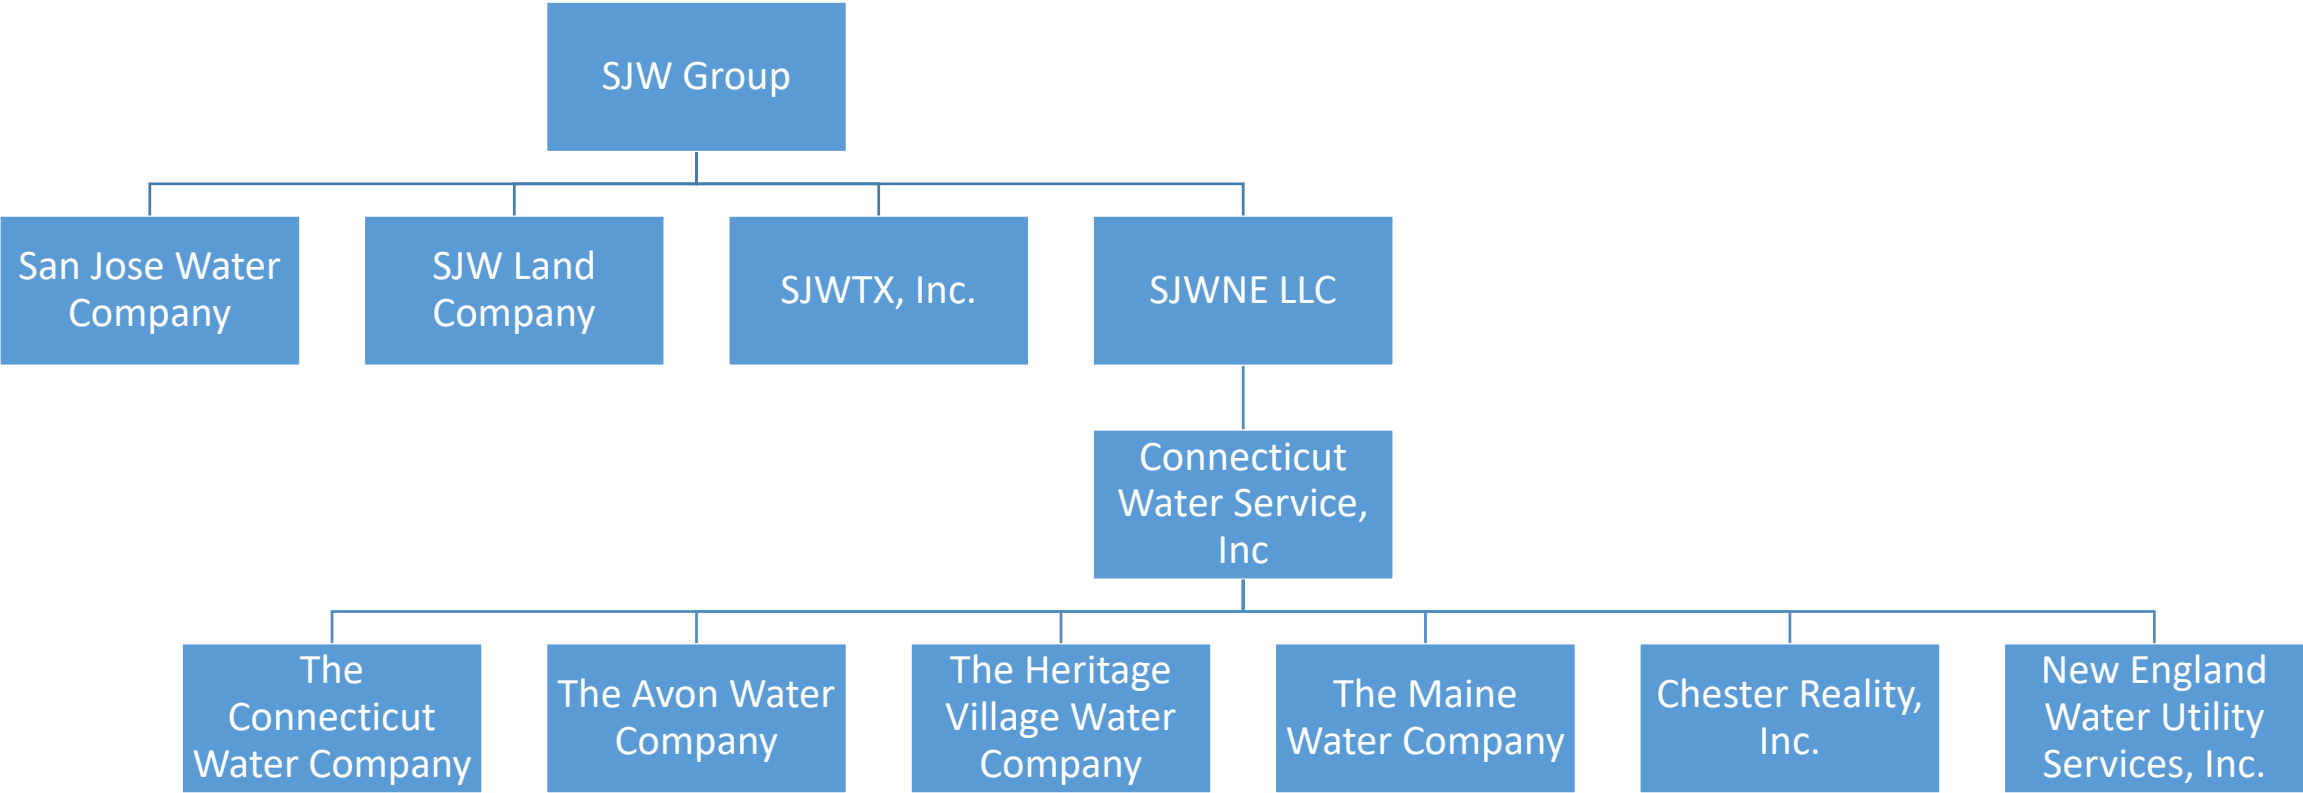 SJW Group
San Jose Water
Company
SJW Land
Company
SJWTX, Inc.
SJWNE LLC
Connecticut
Water Service,
Inc
The
Connecticut
Water Company
The Avon Water
Company
The Heritage
Village Water
Company
The Maine
Water Company
Chester Reality,
Inc.
New England
Water Utility
Services, Inc.